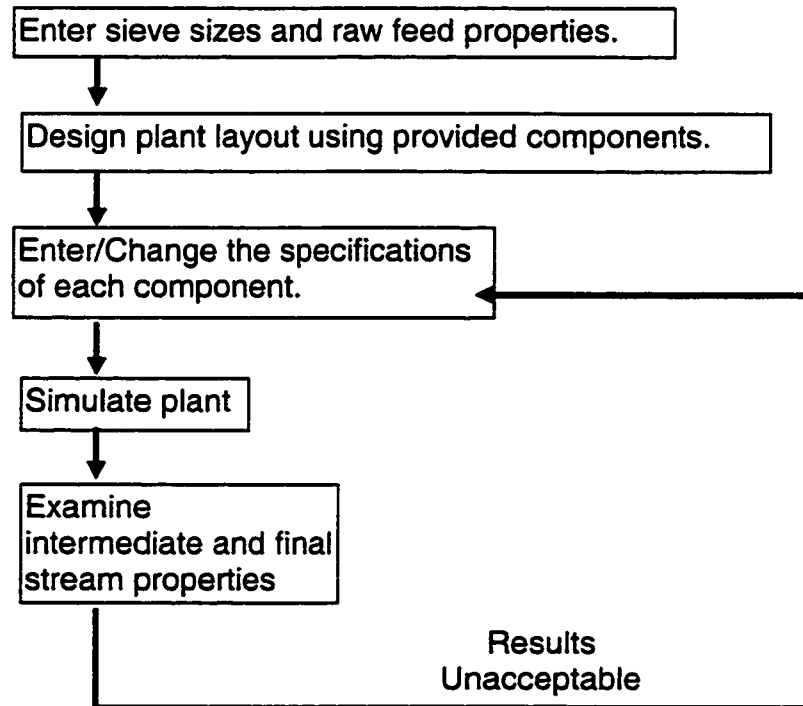 Enter sieve sizes and raw feed properties.
Design plant layout using provided components.
Enter/Change the specifications
of each component.
Simulate plant
Examine
intermediate and final
stream properties
Results
Unacceptable